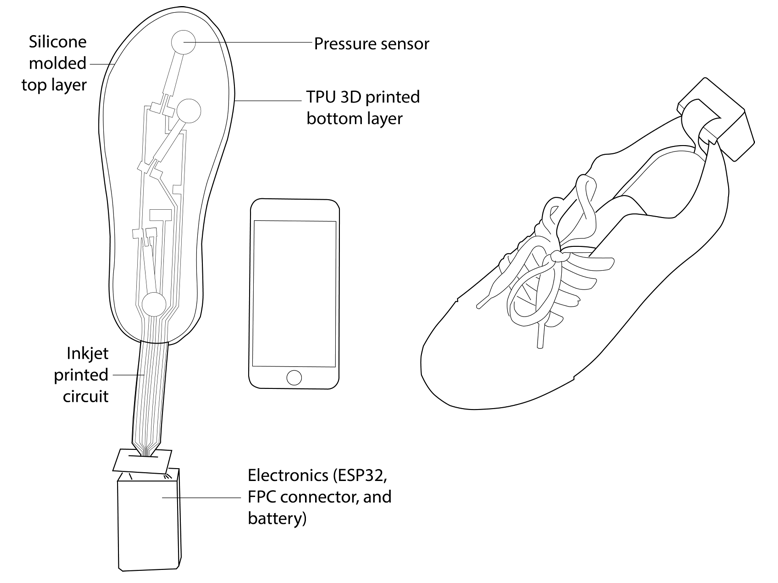 Silicone
molded
top layer
Pressure sensor
TPU 3D printed
bottom layer
Inkjet
printed
circuit
Electronics (ESP32,
FPC connector, and
battery)